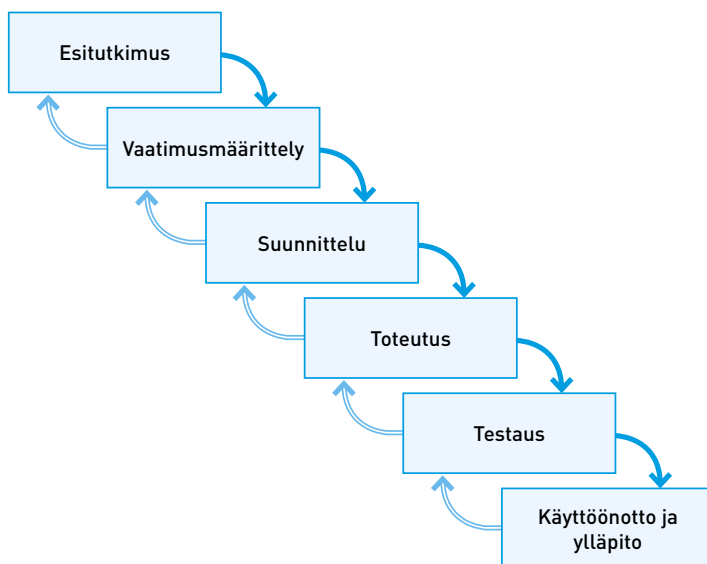 Esitutkimus
Vaatimusmäärittely
Suunnittelu
Toteutus
Testaus
Käyttöönotto ja
ylläpito